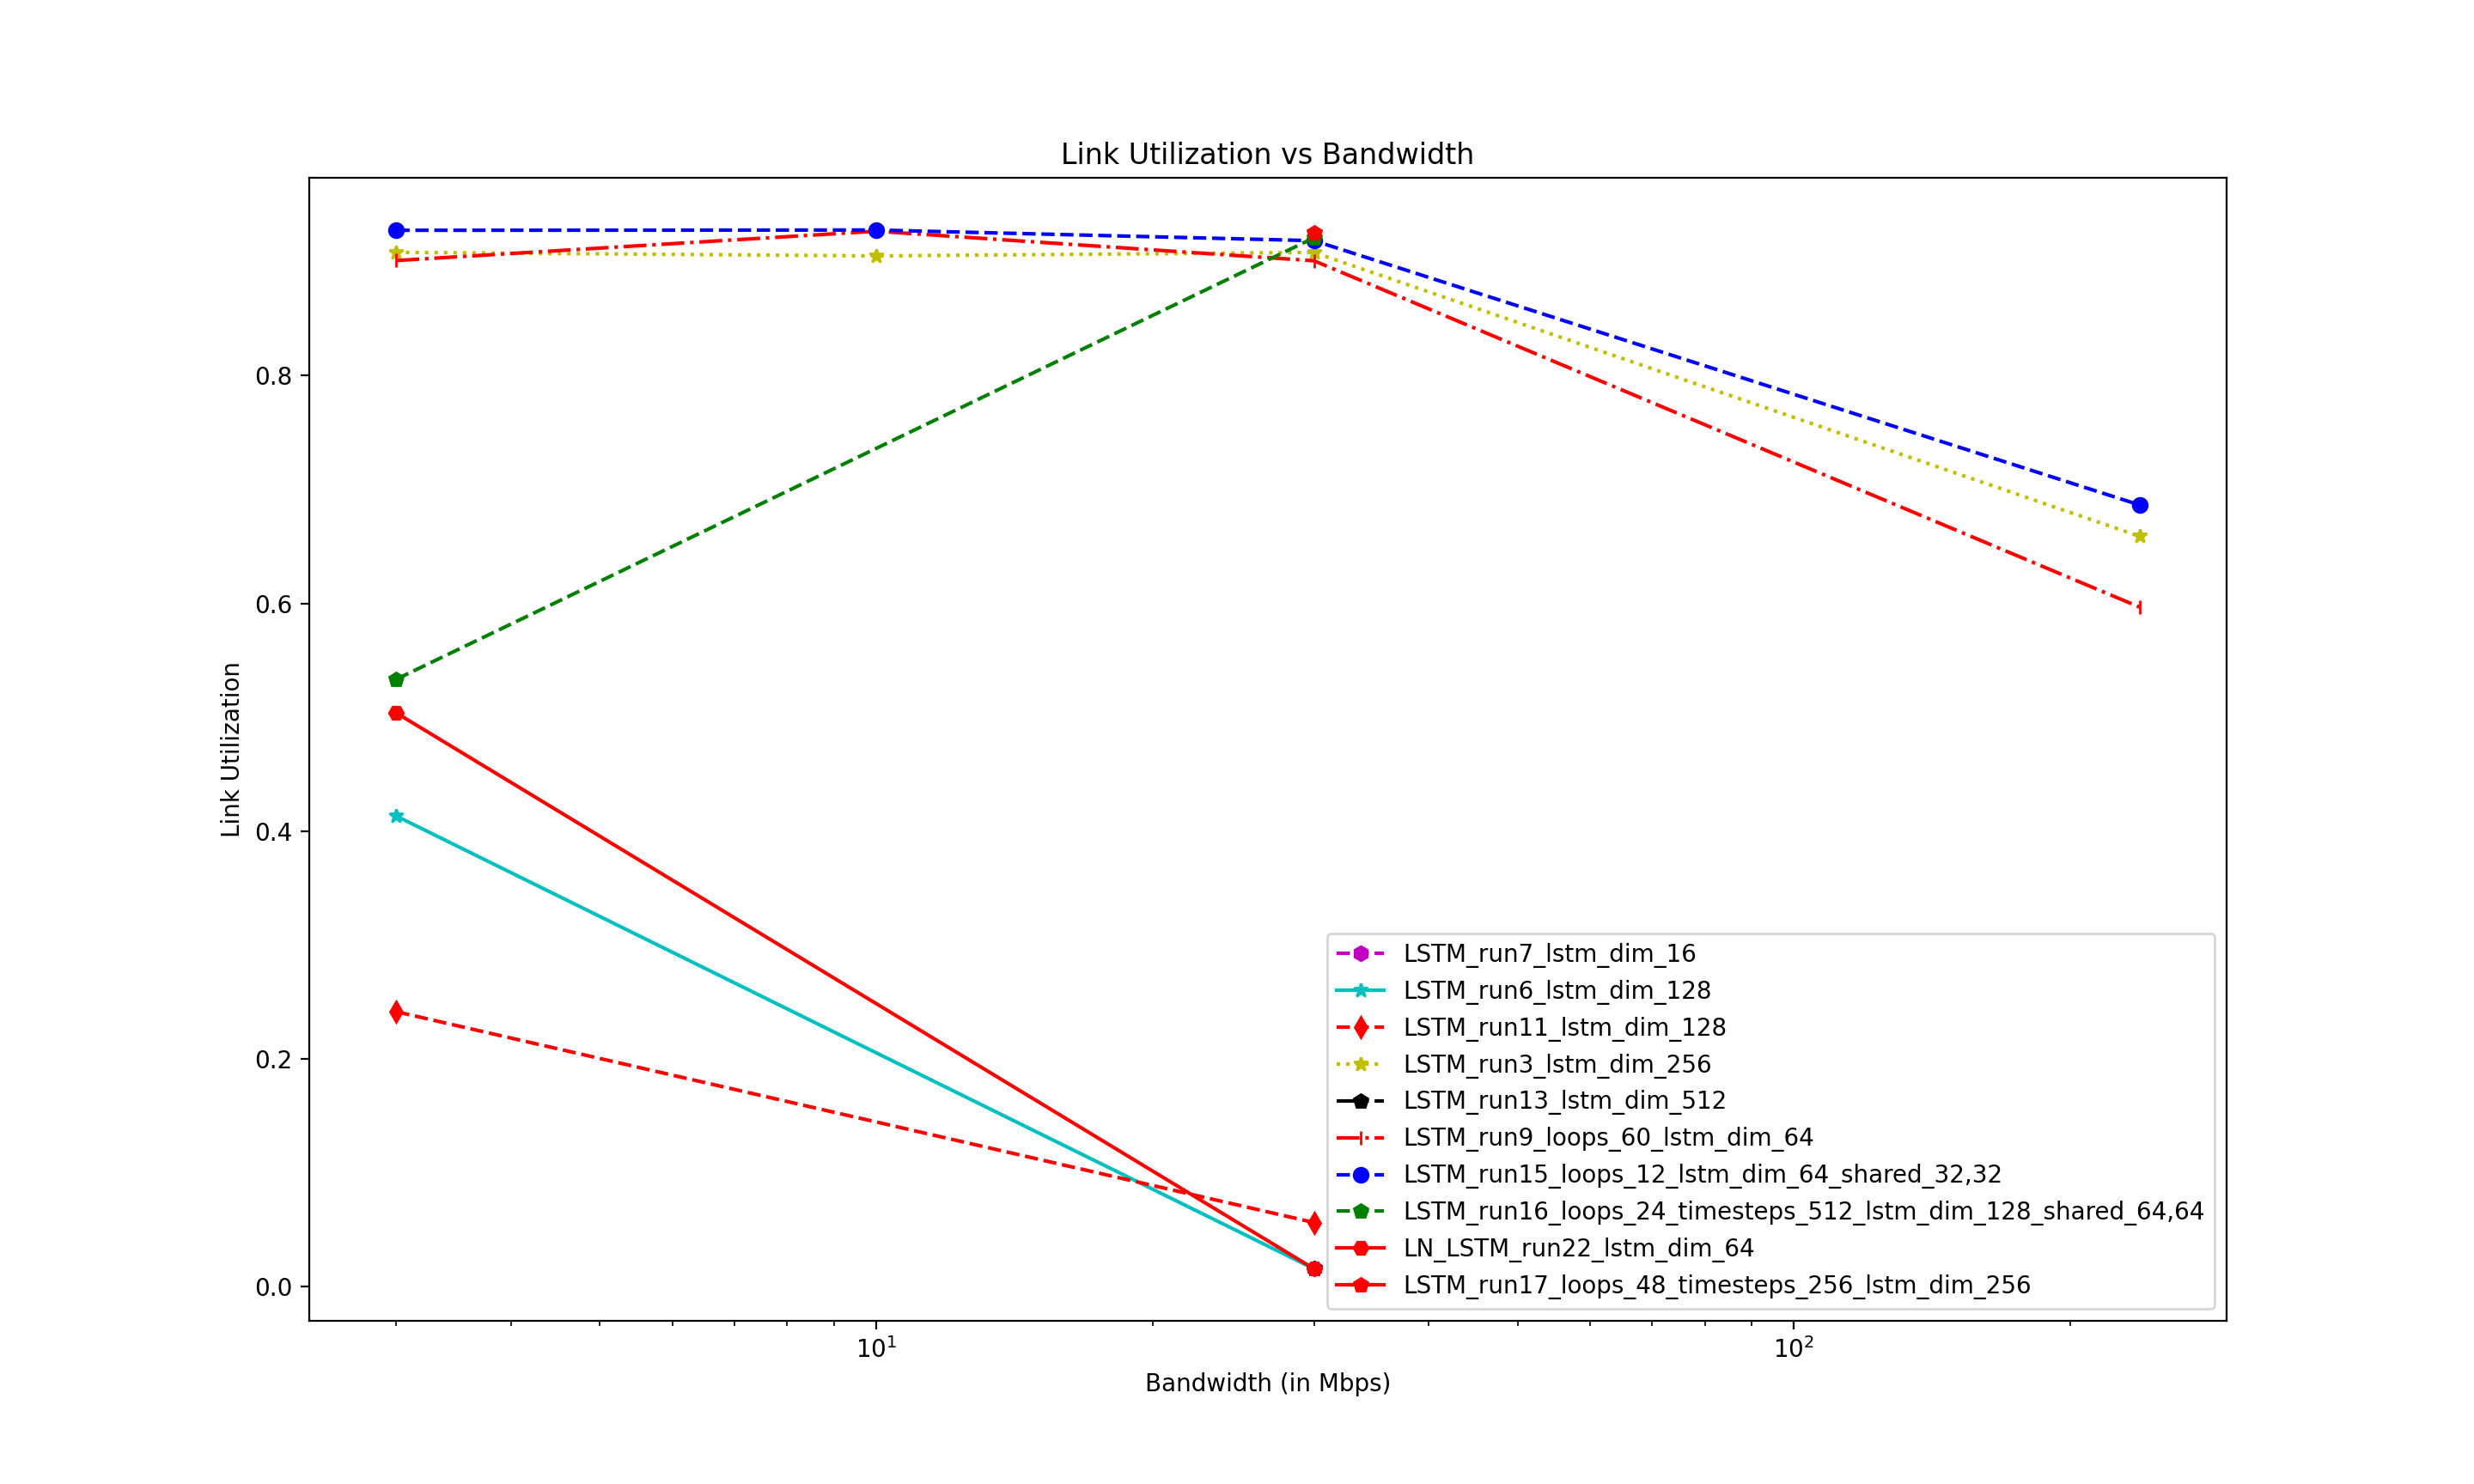 Link Utilization vs Bandwidth
Link Utilization
0.8
0.6
0.4
0.2
0.0
10¹
10²
Bandwidth (in Mbps)
LSTM_run7_lstm_dim_16
LSTM_run6_lstm_dim_128
LSTM_run11_lstm_dim_128
LSTM_run3_lstm_dim_256
LSTM_run13_lstm_dim_512
LSTM_run9_loops_60_lstm_dim_64
LSTM_run15_loops_12_lstm_dim_64_shared_32,32
LSTM_run16_loops_24_timesteps_512_lstm_dim_128_shared_64,64
LN_LSTM_run22_lstm_dim_64
LSTM_run17_loops_48_timesteps_256_lstm_dim_256